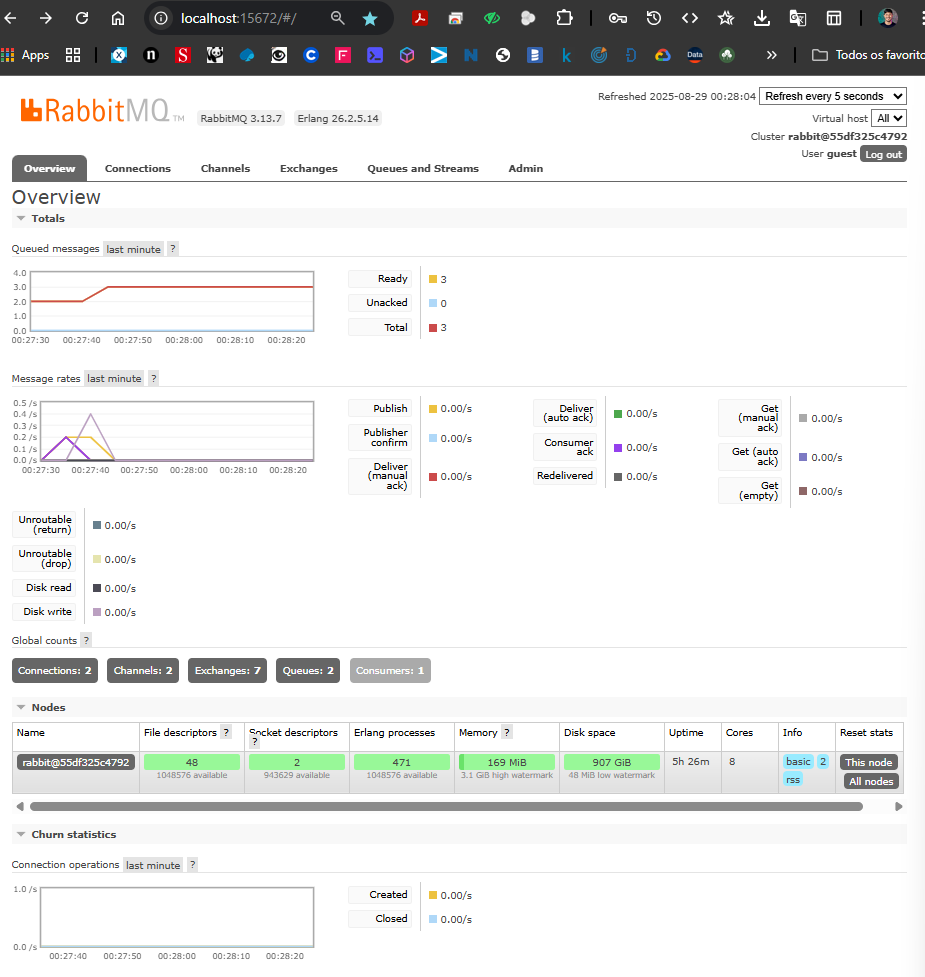 localhost:15672/#/
Apps
Todos os favorito
RabbitMQ TM
RabbitMQ 3.13.7
Erlang 26.2.5.14
Refreshed 2025-08-29 00:28:04
Refresh every 5 seconds
Virtual host
All
Cluster rabbit@55df325c4792
User guest
Log out
Overview
Connections
Channels
Exchanges
Queues and Streams
Admin
Overview
Totals
Queued messages last minute ?
4.0
3.0
2.0
1.0
0.0
00:27:30 00:27:40 00:27:50 00:28:00 00:28:10 00:28:20
Ready 3
Unacked 0
Total 3
Message rates last minute ?
0.5 /s
0.4 /s
0.3 /s
0.2 /s
0.1 /s
0.0 /s
00:27:30 00:27:40 00:27:50 00:28:00 00:28:10 00:28:20
Publish 0.00/s
Publisher
confirm 0.00/s
Deliver
(manual
ack) 0.00/s
Deliver
(auto ack) 0.00/s
Consumer
ack 0.00/s
Redelivered 0.00/s
Get
(manual
ack) 0.00/s
Get (auto
ack) 0.00/s
Get
(empty) 0.00/s
Unroutable
(return) 0.00/s
Unroutable
(drop) 0.00/s
Disk read 0.00/s
Disk write 0.00/s
Global counts ?
Connections: 2
Channels: 2
Exchanges: 7
Queues: 2
Consumers: 1
Nodes
Name File descriptors ? Socket descriptors ? Erlang processes Memory ? Disk space Uptime Cores Info Reset stats
rabbit@55df325c4792
48
1048576 available
2
943629 available
471
1048576 available
169 MiB
3.1 GiB high watermark
907 GiB
48 MiB low watermark
5h 26m
8
basic 2
rss
This node
All nodes
Churn statistics
Connection operations last minute ?
1.0 /s
0.0 /s
00:27:40 00:27:50 00:28:00 00:28:10 00:28:20
Created 0.00/s
Closed 0.00/s